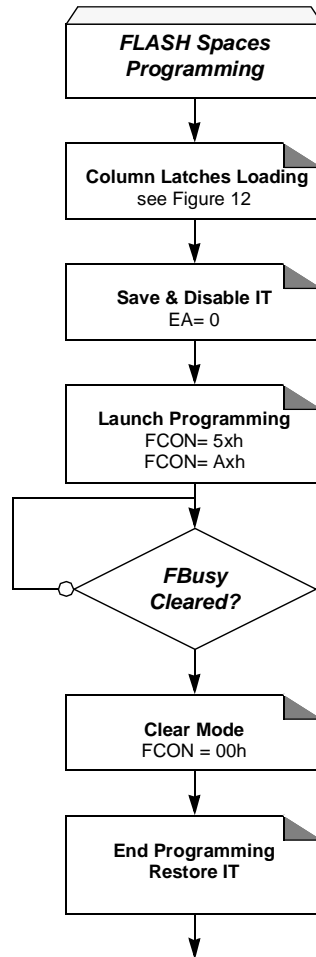 FLASH Spaces
Programming
Column Latches Loading
see Figure 12
Save & Disable IT
EA= 0
Launch Programming
FCON= 5xh
FCON= Axh
FBusy
Cleared?
Clear Mode
FCON = 00h
End Programming
Restore IT